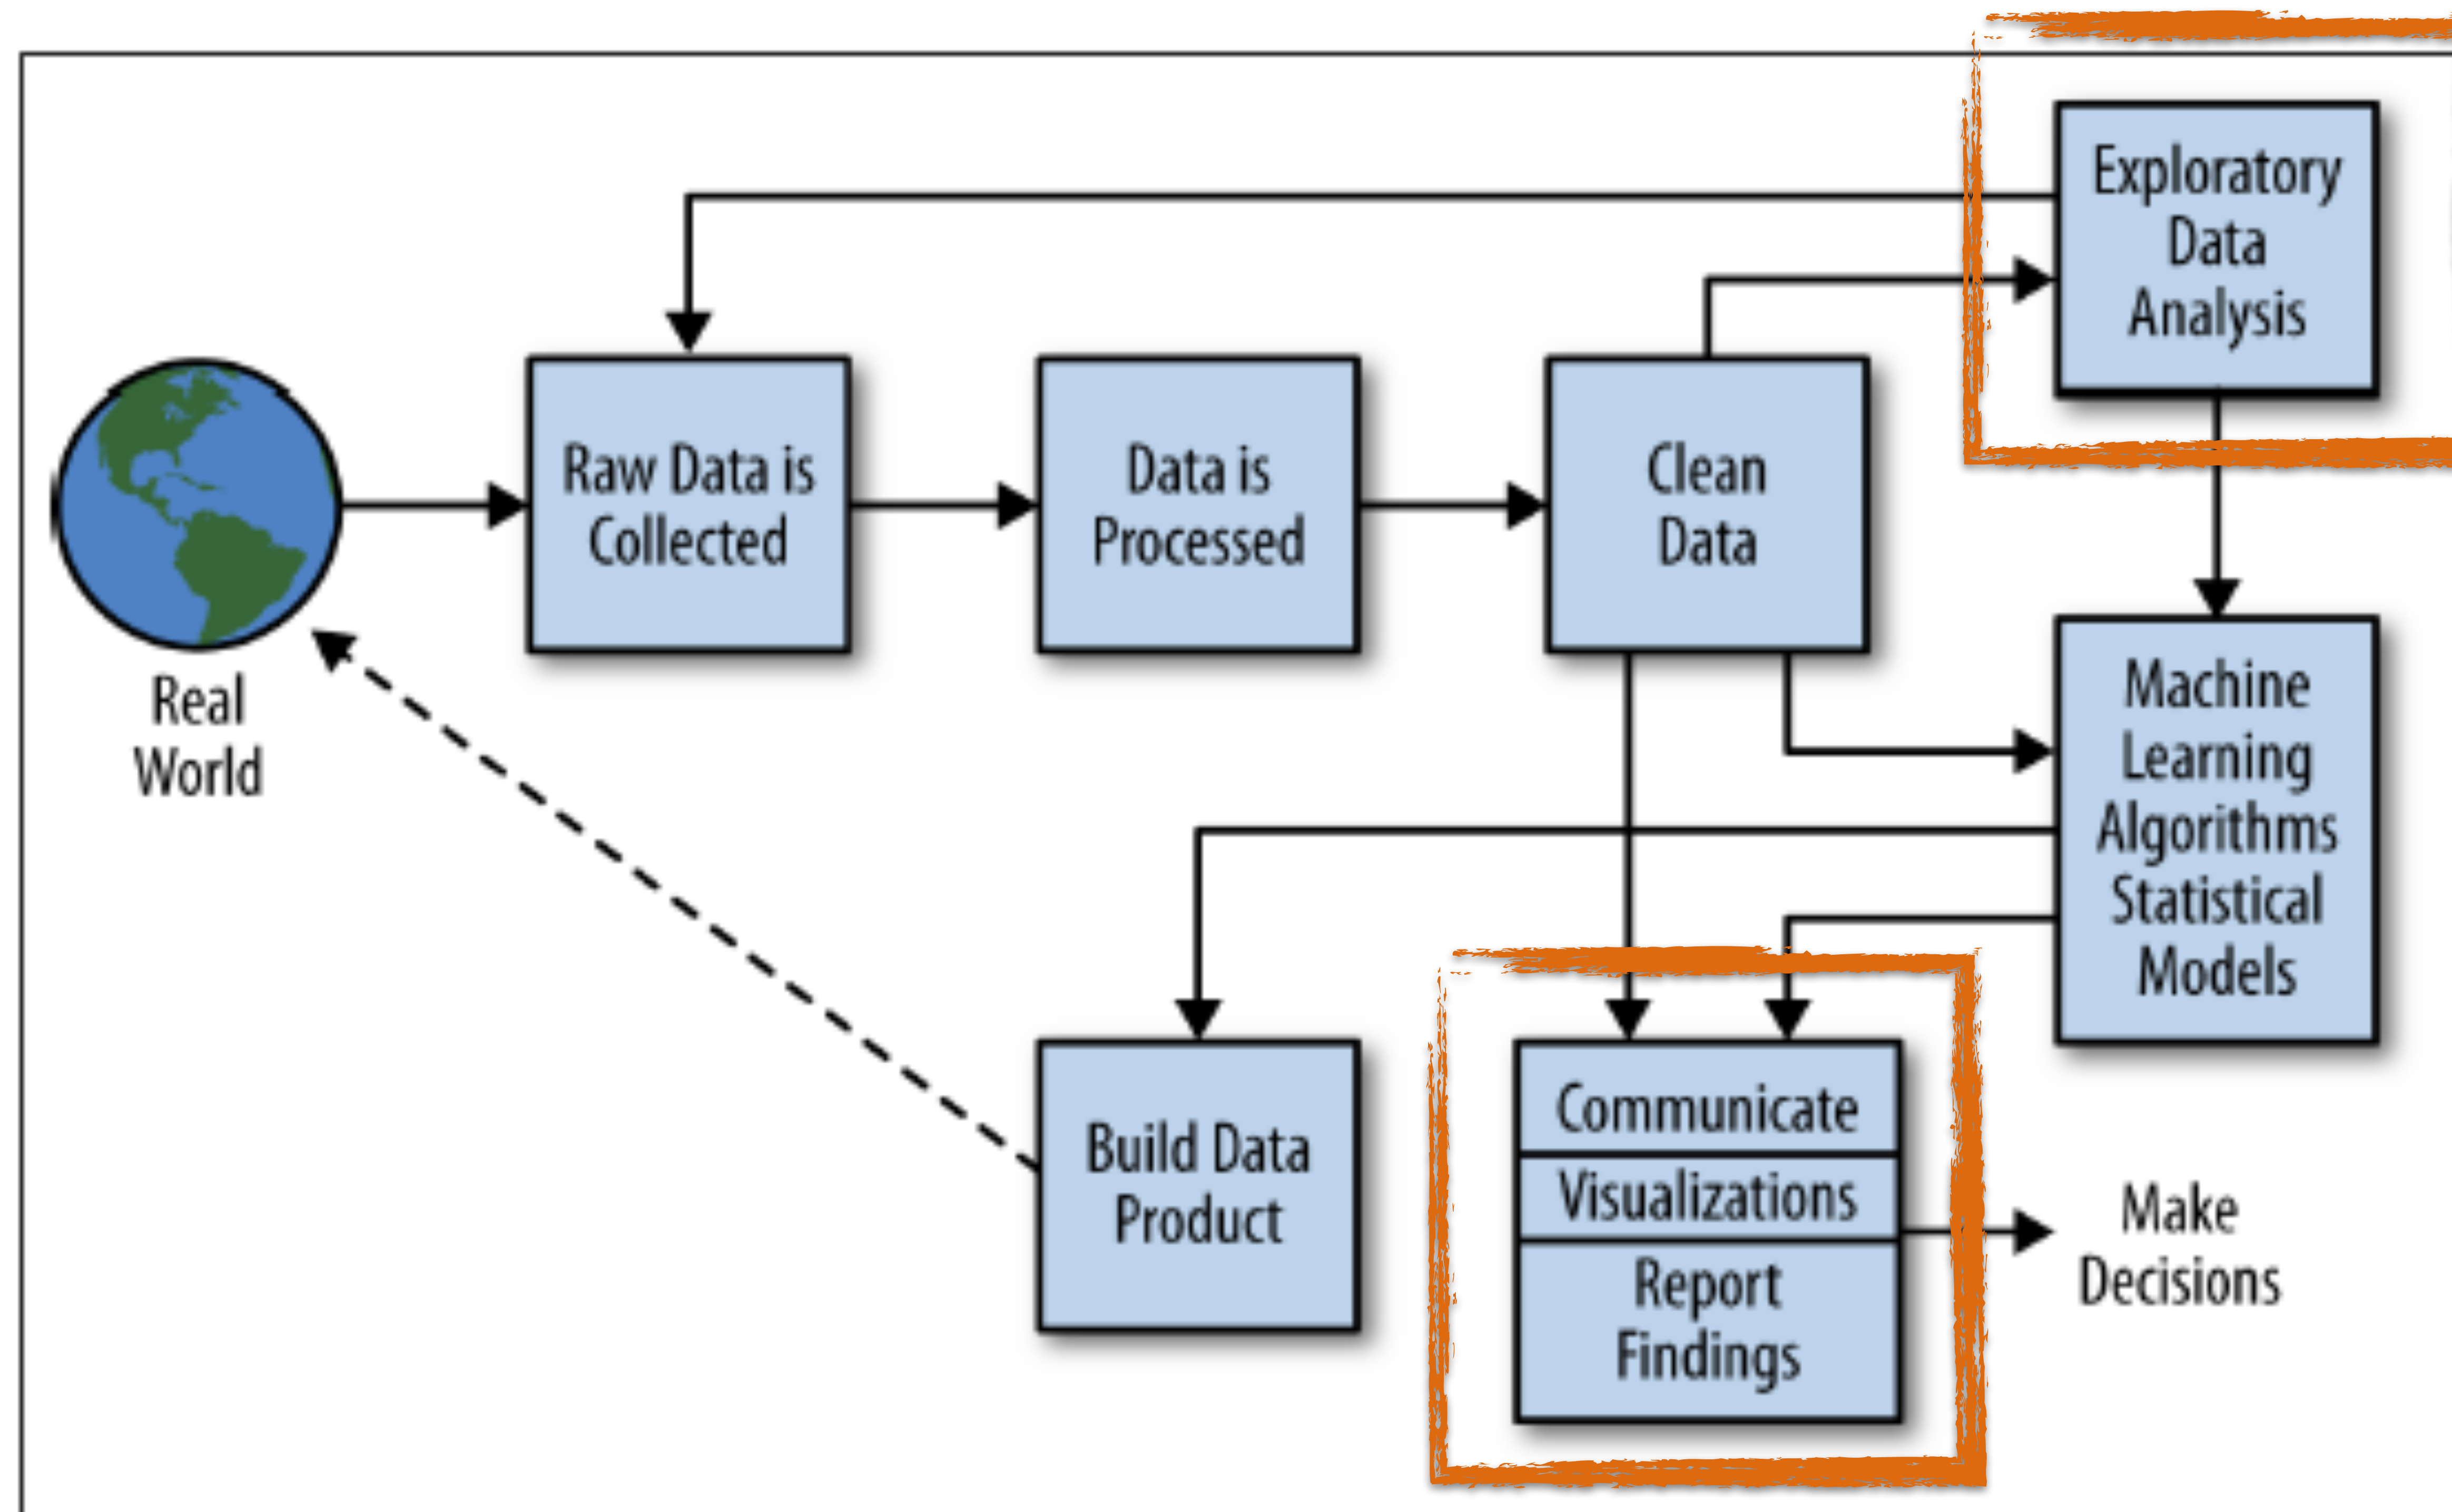 Exploratory
Data
Analysis
Raw Data is
Collected
Data is
Processed
Clean
Data
Real
World
Machine
Learning
Algorithms
Statistical
Models
Build Data
Product
Communicate
Visualizations
Report
Findings
Make
Decisions